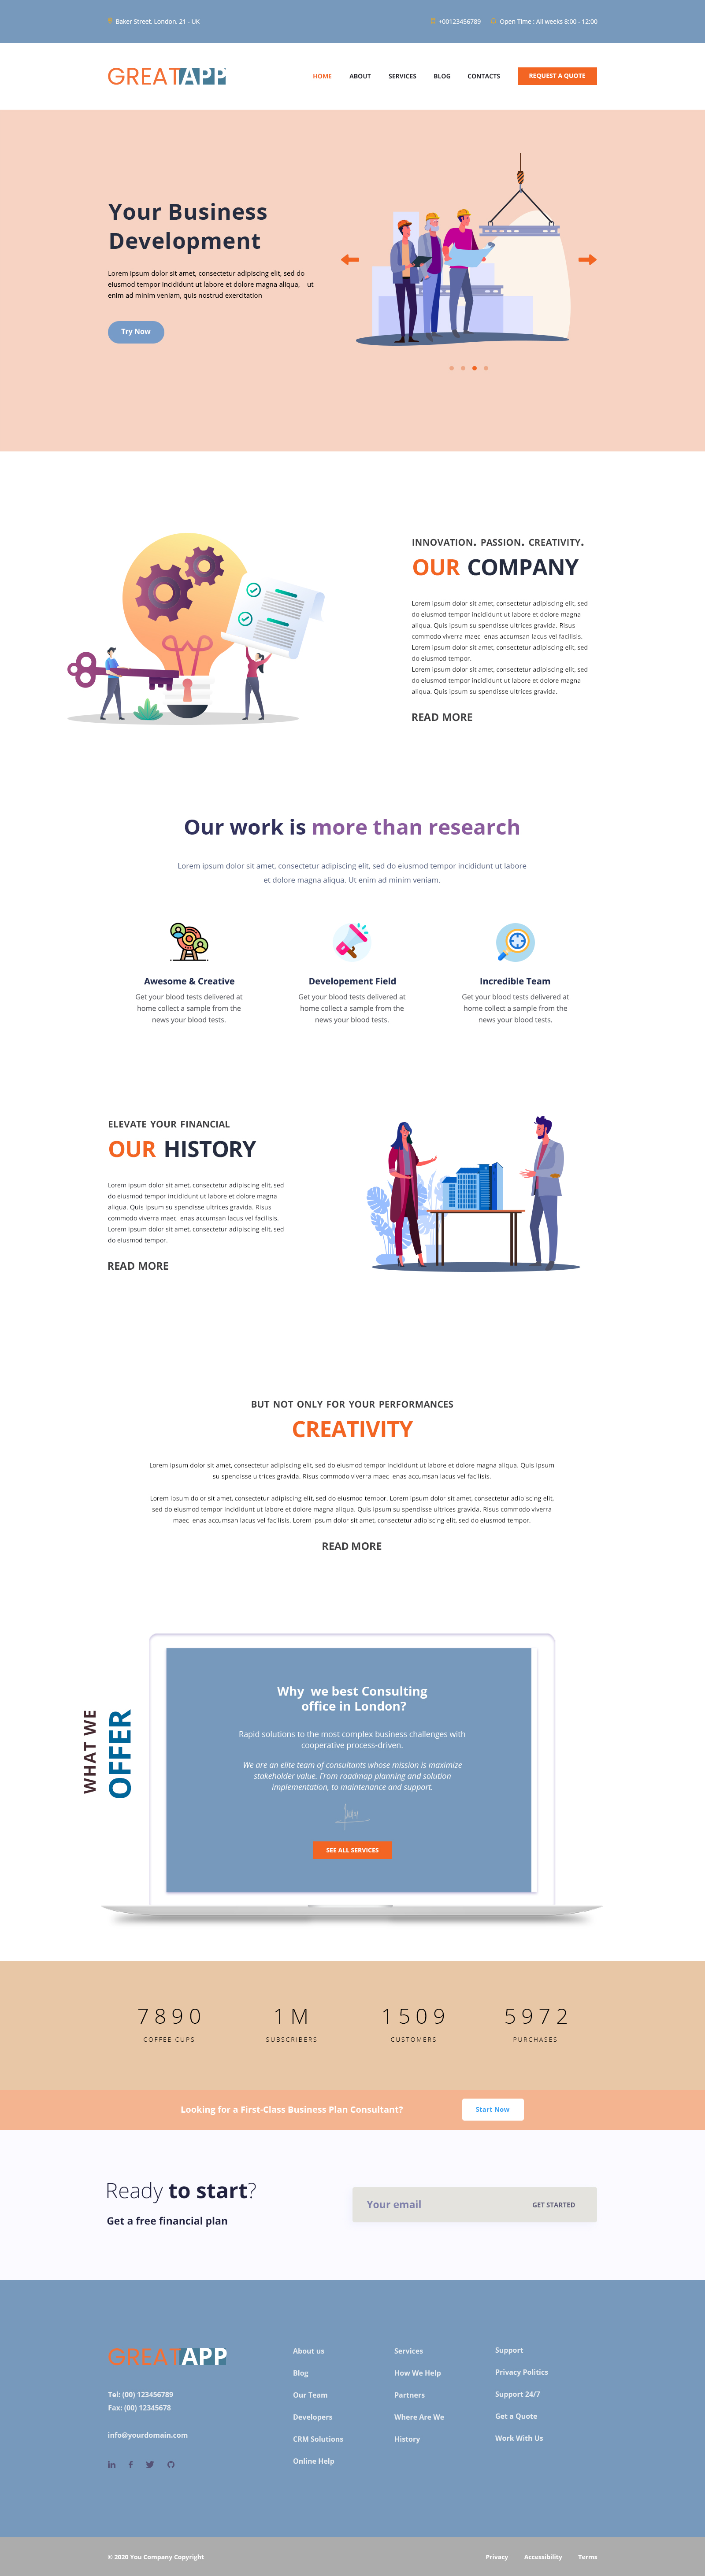 Baker Street, London, 21 - UK
+00123456789
Open Time : All weeks 8:00 - 12:00
GREATAPP
HOME
ABOUT
SERVICES
BLOG
CONTACTS
REQUEST A QUOTE
Your Business
Development
Lorem ipsum dolor sit amet, consectetur adipiscing elit, sed do
eiusmod tempor incididunt ut labore et dolore magna aliqua, ut
enim ad minim veniam, quis nostrud exercitation
Try Now
INNOVATION. PASSION. CREATIVITY.
OUR COMPANY
Lorem ipsum dolor sit amet, consectetur adipiscing elit, sed
do eiusmod tempor incididunt ut labore et dolore magna
aliqua. Quis ipsum su spendisse ultrices gravida. Risus
commodo viverra maec enas accumsan lacus vel facilisis.
Lorem ipsum dolor sit amet, consectetur adipiscing elit, sed
do eiusmod tempor.
Lorem ipsum dolor sit amet, consectetur adipiscing elit, sed
do eiusmod tempor incididunt ut labore et dolore magna
aliqua. Quis ipsum su spendisse ultrices gravida.
READ MORE
Our work is more than research
Lorem ipsum dolor sit amet, consectetur adipiscing elit, sed do eiusmod tempor incididunt ut labore
et dolore magna aliqua. Ut enim ad minim veniam.
Awesome & Creative
Get your blood tests delivered at
home collect a sample from the
news your blood tests.
Developement Field
Get your blood tests delivered at
home collect a sample from the
news your blood tests.
Incredible Team
Get your blood tests delivered at
home collect a sample from the
news your blood tests.
ELEVATE YOUR FINANCIAL
OUR HISTORY
Lorem ipsum dolor sit amet, consectetur adipiscing elit, sed
do eiusmod tempor incididunt ut labore et dolore magna
aliqua. Quis ipsum su spendisse ultrices gravida. Risus
commodo viverra maec enas accumsan lacus vel facilisis.
Lorem ipsum dolor sit amet, consectetur adipiscing elit, sed
do eiusmod tempor.
READ MORE
BUT NOT ONLY FOR YOUR PERFORMANCES
CREATIVITY
Lorem ipsum dolor sit amet, consectetur adipiscing elit, sed do eiusmod tempor incididunt ut labore et dolore magna aliqua. Quis ipsum
su spendisse ultrices gravida. Risus commodo viverra maec enas accumsan lacus vel facilisis.
Lorem ipsum dolor sit amet, consectetur adipiscing elit, sed do eiusmod tempor. Lorem ipsum dolor sit amet, consectetur adipiscing elit,
sed do eiusmod tempor incididunt ut labore et dolore magna aliqua. Quis ipsum su spendisse ultrices gravida. Risus commodo viverra
maec enas accumsan lacus vel facilisis. Lorem ipsum dolor sit amet, consectetur adipiscing elit, sed do eiusmod tempor.
READ MORE
WHAT WE
OFFER
Why we best Consulting
office in London?
Rapid solutions to the most complex business challenges with
cooperative process-driven.
We are an elite team of consultants whose mission is maximize
stakeholder value. From roadmap planning and solution
implementation, to maintenance and support.
SEE ALL SERVICES
7890
COFFEE CUPS
1M
SUBSCRIBERS
1509
CUSTOMERS
5972
PURCHASES
Looking for a First-Class Business Plan Consultant?
Start Now
Ready to start?
Get a free financial plan
Your email
GET STARTED
GREATAPP
Tel: (00) 123456789
Fax: (00) 12345678
info@yourdomain.com
About us
Blog
Our Team
Developers
CRM Solutions
Online Help
Services
How We Help
Partners
Where Are We
History
Support
Privacy Politics
Support 24/7
Get a Quote
Work With Us
© 2020 You Company Copyright
Privacy
Accessibility
Terms